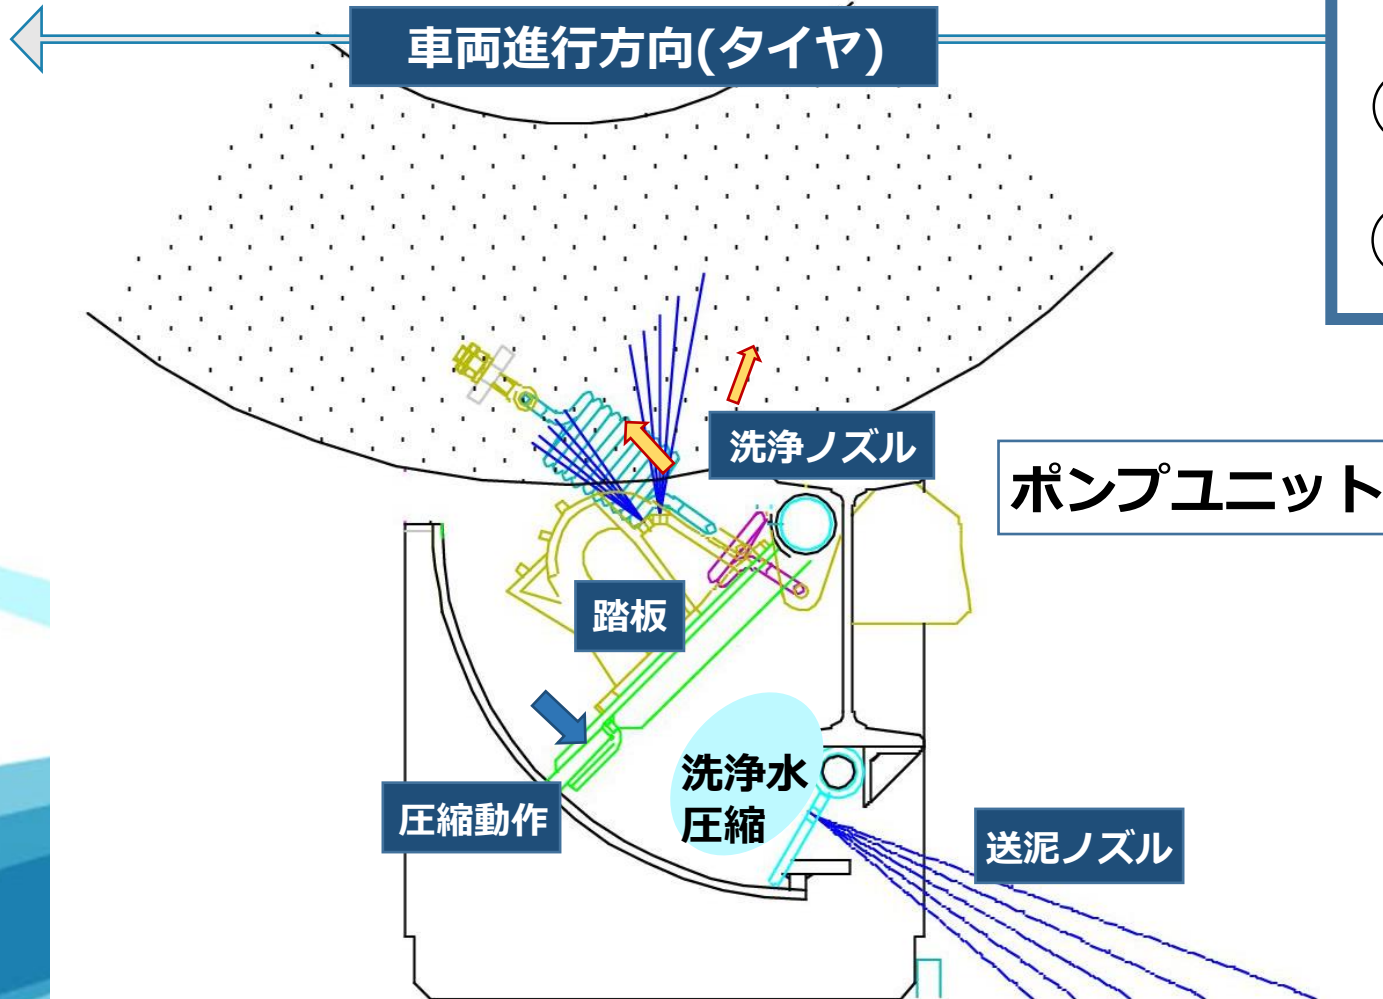 車両進行方向(タイヤ)
洗浄ノズル
ポンプユニット
踏板
洗浄水
圧縮
圧縮動作
送泥ノズル